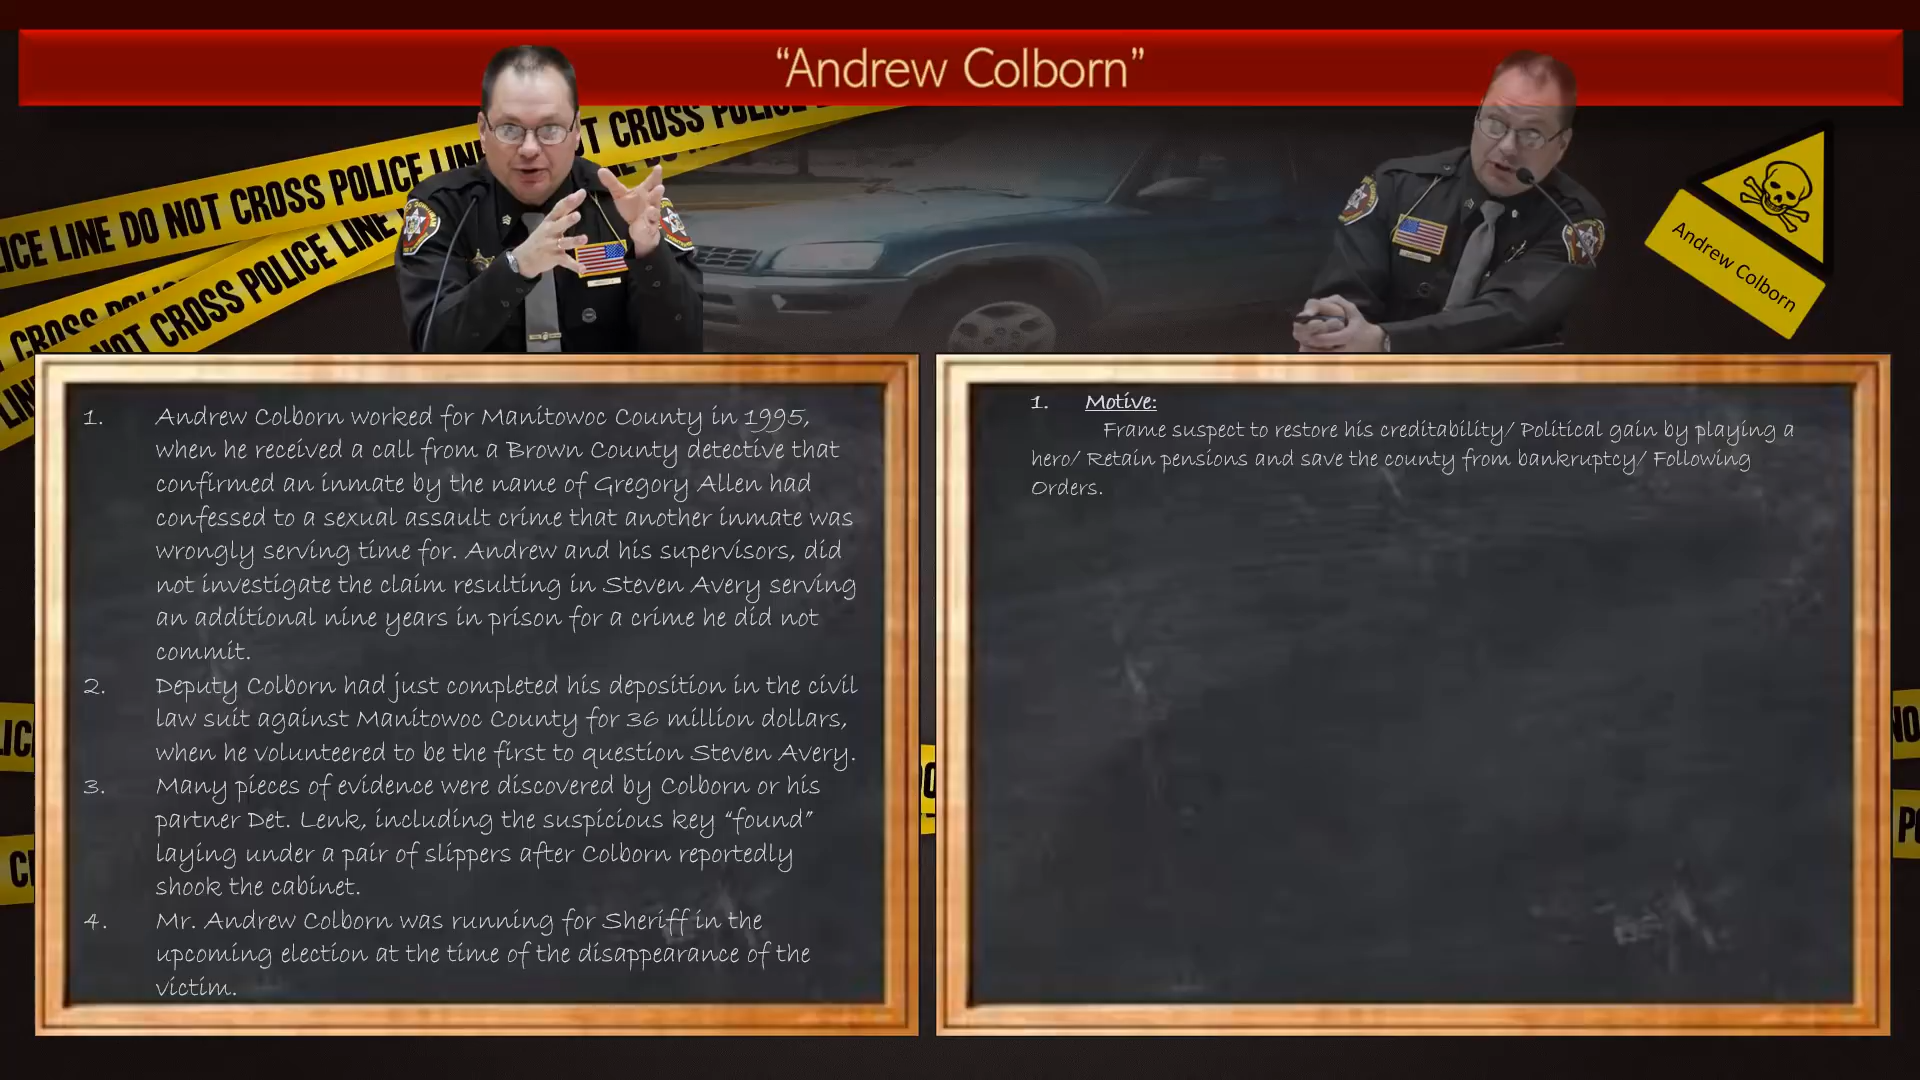 “Andrew Colborn”
T CROSS POLICE
LICE LINE DO NOT CROSS POLICE LIN
NOT CROSS POLICE LINE
Andrew Colborn
1. Andrew Colborn worked for Manitowoc County in 1995,
when he received a call from a Brown County detective that
confirmed an inmate by the name of Gregory Allen had
confessed to a sexual assault crime that another inmate was
wrongly serving time for. Andrew and his supervisors, did
not investigate the claim resulting in Steven Avery serving
an additional nine years in prison for a crime he did not
commit.
2. Deputy Colborn had just completed his deposition in the civil
law suit against Manitowoc County for 36 million dollars,
when he volunteered to be the first to question Steven Avery.
3. Many pieces of evidence were discovered by Colborn or his
partner Det. Lenk, including the suspicious key “found”
laying under a pair of slippers after Colborn reportedly
shook the cabinet.
4. Mr. Andrew Colborn was running for Sheriff in the
upcoming election at the time of the disappearance of the
victim.
1. Motive:
Frame suspect to restore his creditability/ Political gain by playing a
hero/ Retain pensions and save the county from bankruptcy/ Following
Orders.